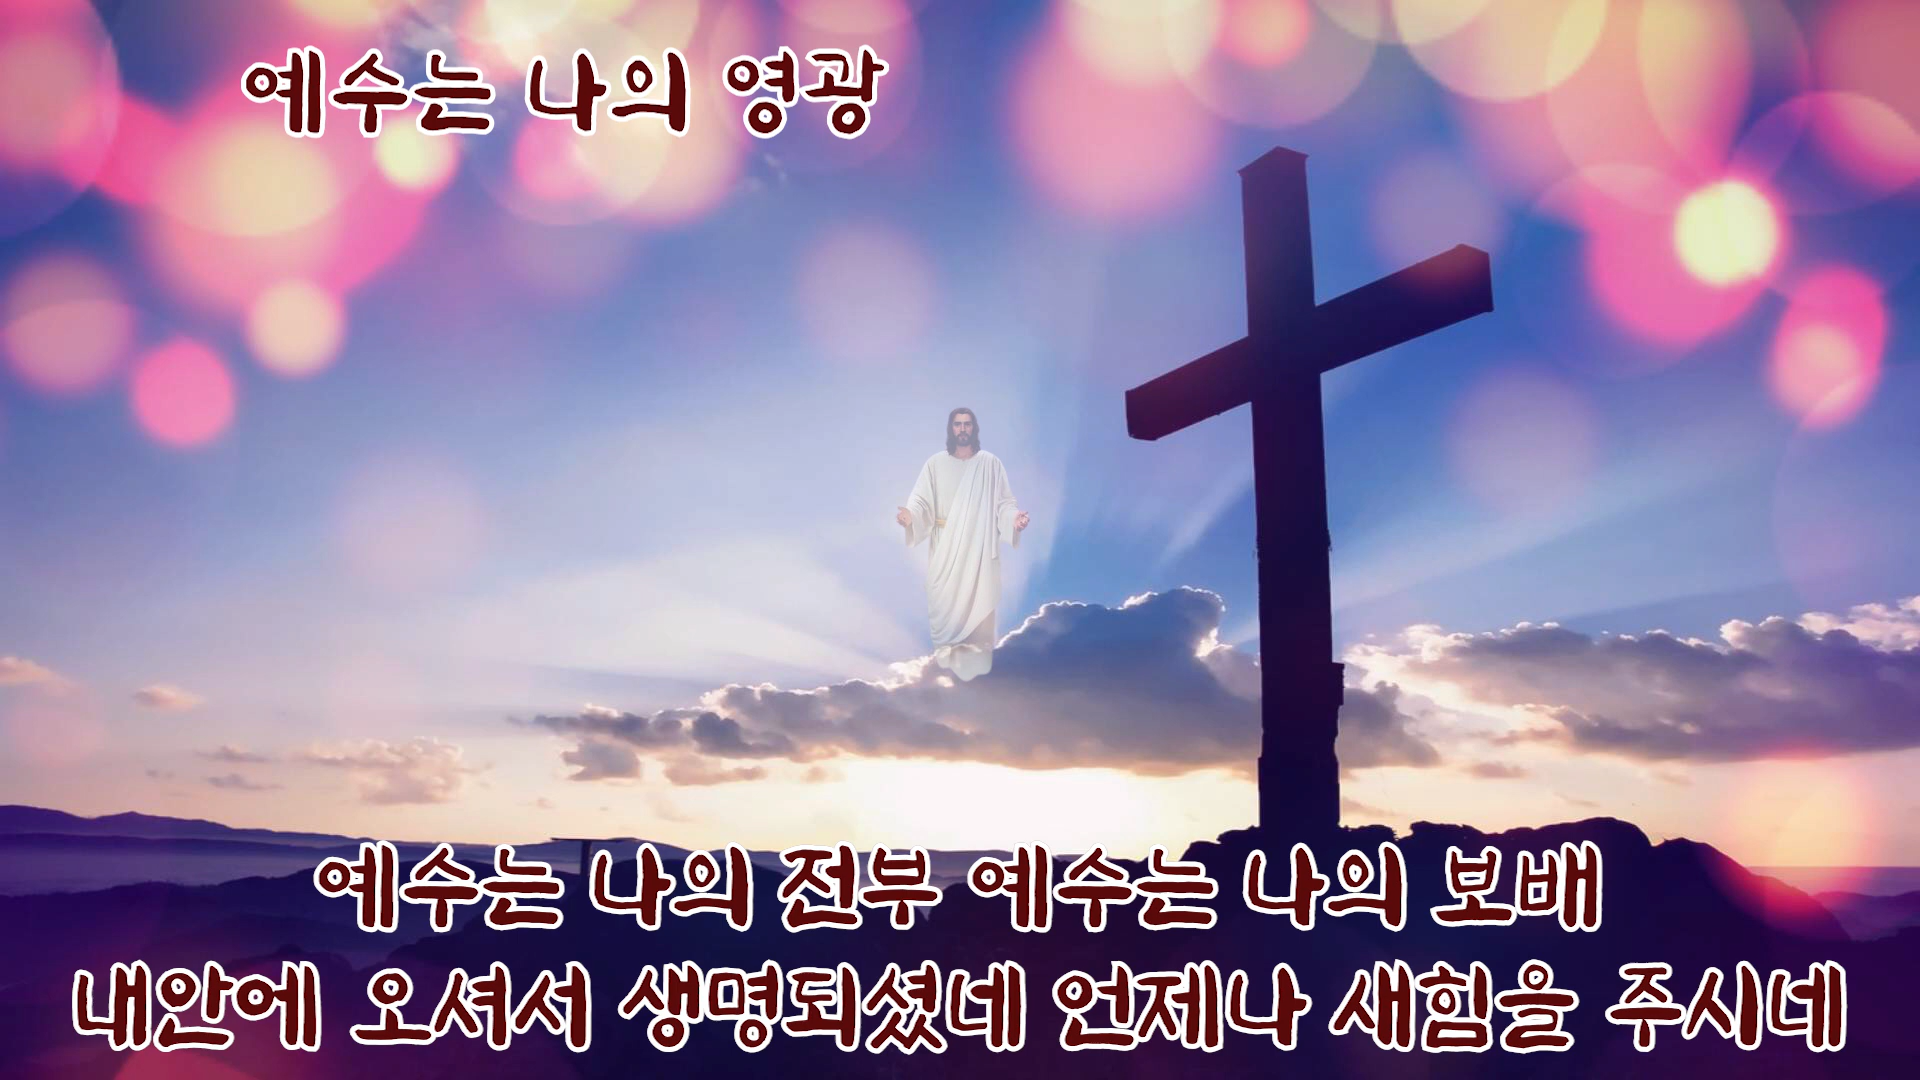 예수는 나의 영광
예수는 나의 전부 예수는 나의 보배
내안에 오셔서 생명되셨네 언제나 새힘을 주시네